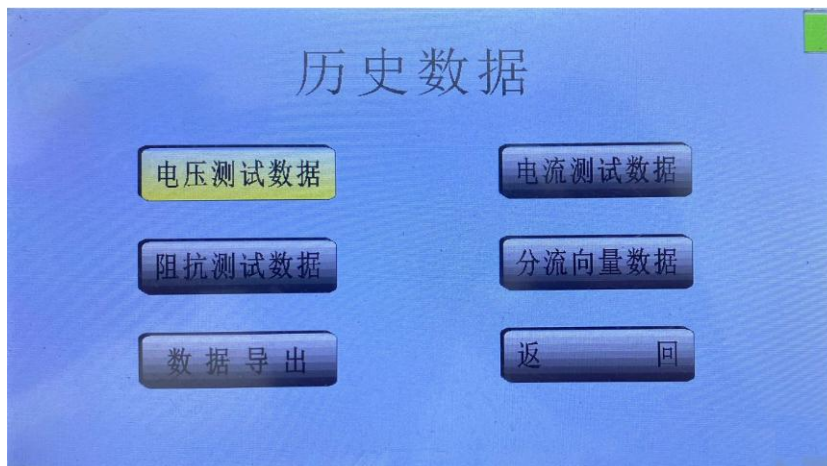 历史数据
电压测试数据
电流测试数据
阻抗测试数据
分流向量数据
数据导出
返回